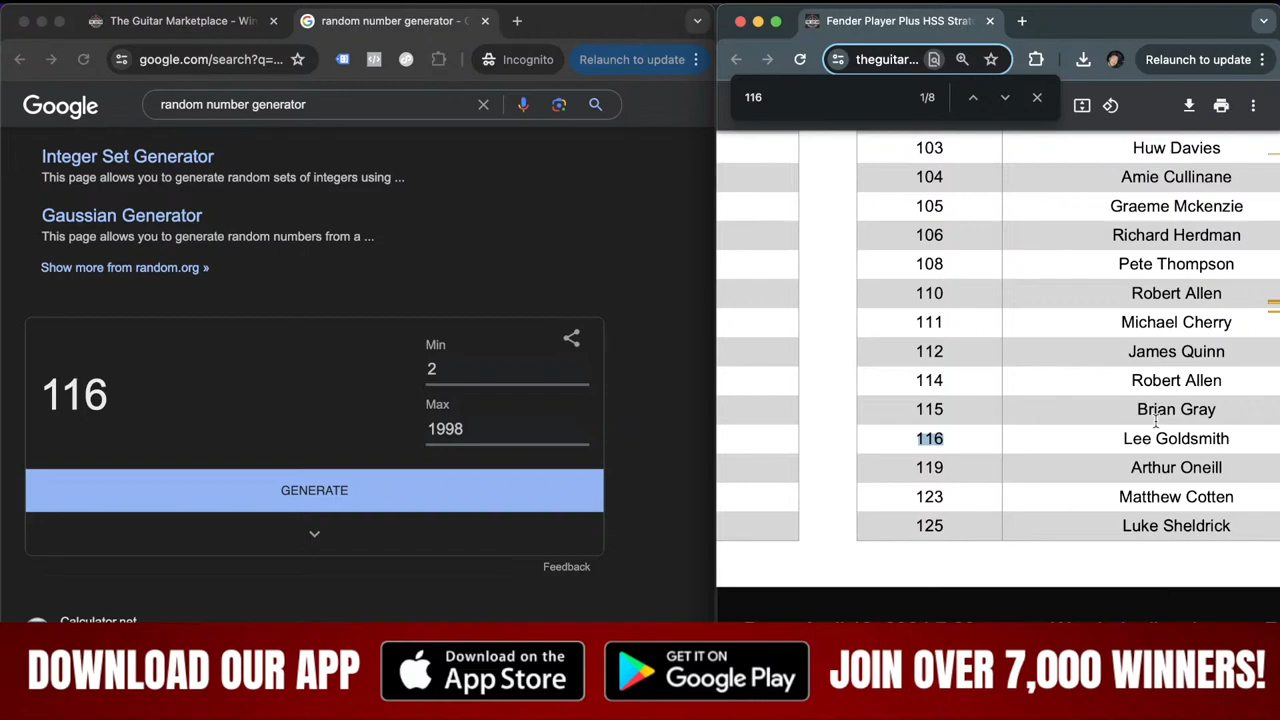 The Guitar Marketplace - Win
random number generator - G
google.com/search?q=...
Incognito
Relaunch to update
Google
random number generator
Integer Set Generator
This page allows you to generate random sets of integers using ...
Gaussian Generator
This page allows you to generate random numbers from a ...
Show more from random.org »
116
Min
2
Max
1998
GENERATE
Feedback
Calculator.net
Fender Player Plus HSS Strat
theguitar...
Relaunch to update
116
1/8
103 Huw Davies
104 Amie Cullinane
105 Graeme Mckenzie
106 Richard Herdman
108 Pete Thompson
110 Robert Allen
111 Michael Cherry
112 James Quinn
114 Robert Allen
115 Brian Gray
116 Lee Goldsmith
119 Arthur Oneill
123 Matthew Cotten
125 Luke Sheldrick
DOWNLOAD OUR APP
Download on the
App Store
GET IT ON
Google Play
JOIN OVER 7,000 WINNERS!